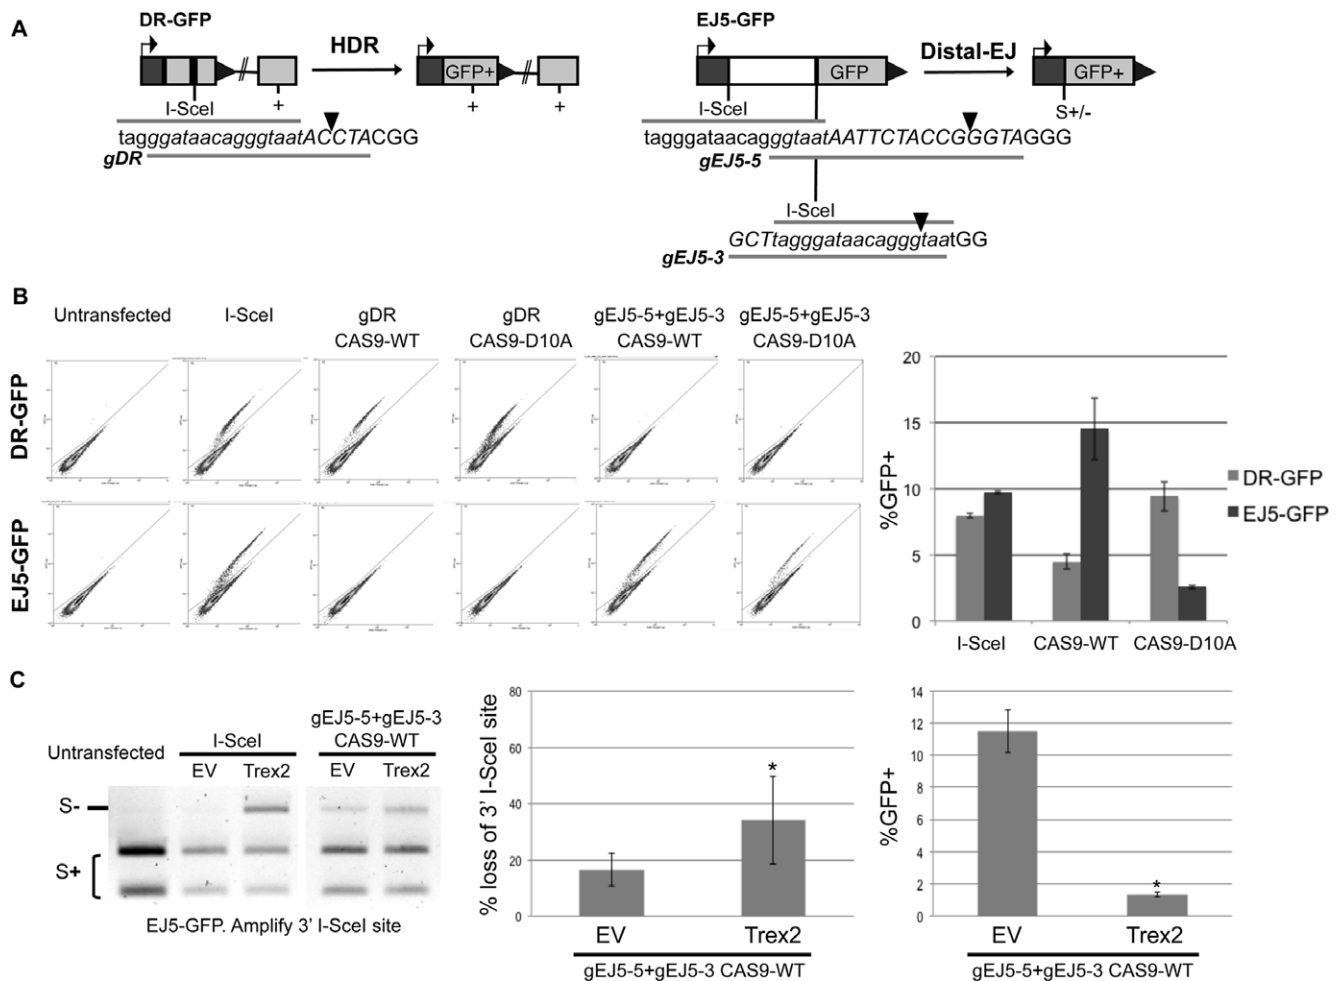 A
DR-GFP
HDR
GFP+
I-SceI
+
+
+
tagggataacagggtaatACCTACGG
gDR
EJ5-GFP
Distal-EJ
GFP
GFP+
I-SceI
S+/-
tagggataacagggtaatAATTCTACCGGGGTAGGG
gEJ5-5
I-SceI
GCTtagggataacagggtaatGG
gEJ5-3
B
Untransfected
I-SceI
gDR
CAS9-WT
gDR
CAS9-D10A
gEJ5-5+gEJ5-3
CAS9-WT
gEJ5-5+gEJ5-3
CAS9-D10A
DR-GFP
EJ5-GFP
%GFP+
20
15
10
5
0
I-SceI
CAS9-WT
CAS9-D10A
DR-GFP
EJ5-GFP
C
Untransfected
I-SceI
EV
Trex2
gEJ5-5+gEJ5-3
CAS9-WT
EV
Trex2
S-
S+
EJ5-GFP. Amplify 3' I-SceI site
% loss of 3' I-SceI site
80
60
40
20
0
*
EV
Trex2
gEJ5-5+gEJ5-3 CAS9-WT
%GFP+
14
12
10
8
6
4
2
0
*
EV
Trex2
gEJ5-5+gEJ5-3 CAS9-WT